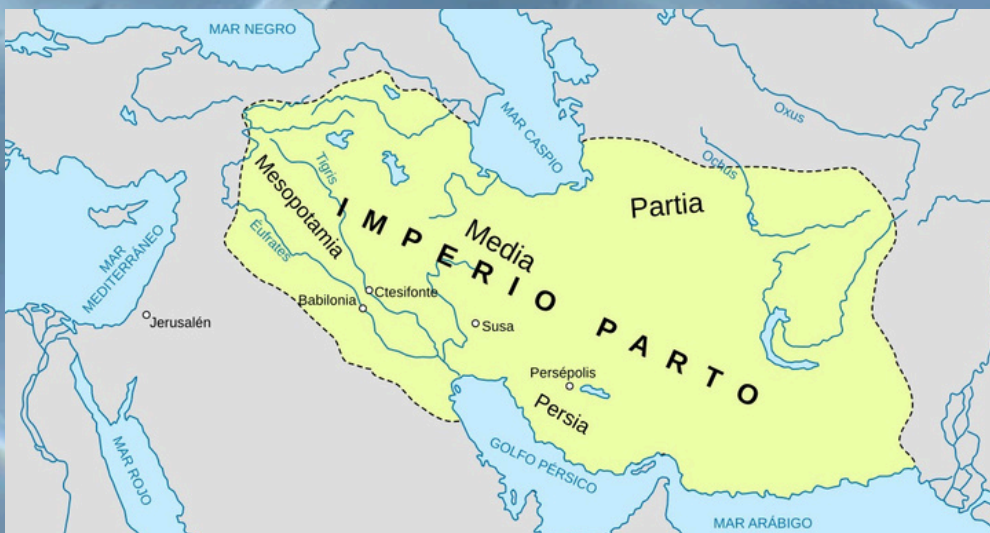 MAR NEGRO
MAR CASPIO
Oxus
Ochus
Tigris
Mesopotamia
Partia
IMPERIO PARTO
Media
Éufrates
MAR
MEDITERRÁNEO
Ctesifonte
Babilonia
Jerusalén
Susa
Persépolis
Persia
GOLFO PÉRSICO
MAR ROJO
MAR ARÁBIGO